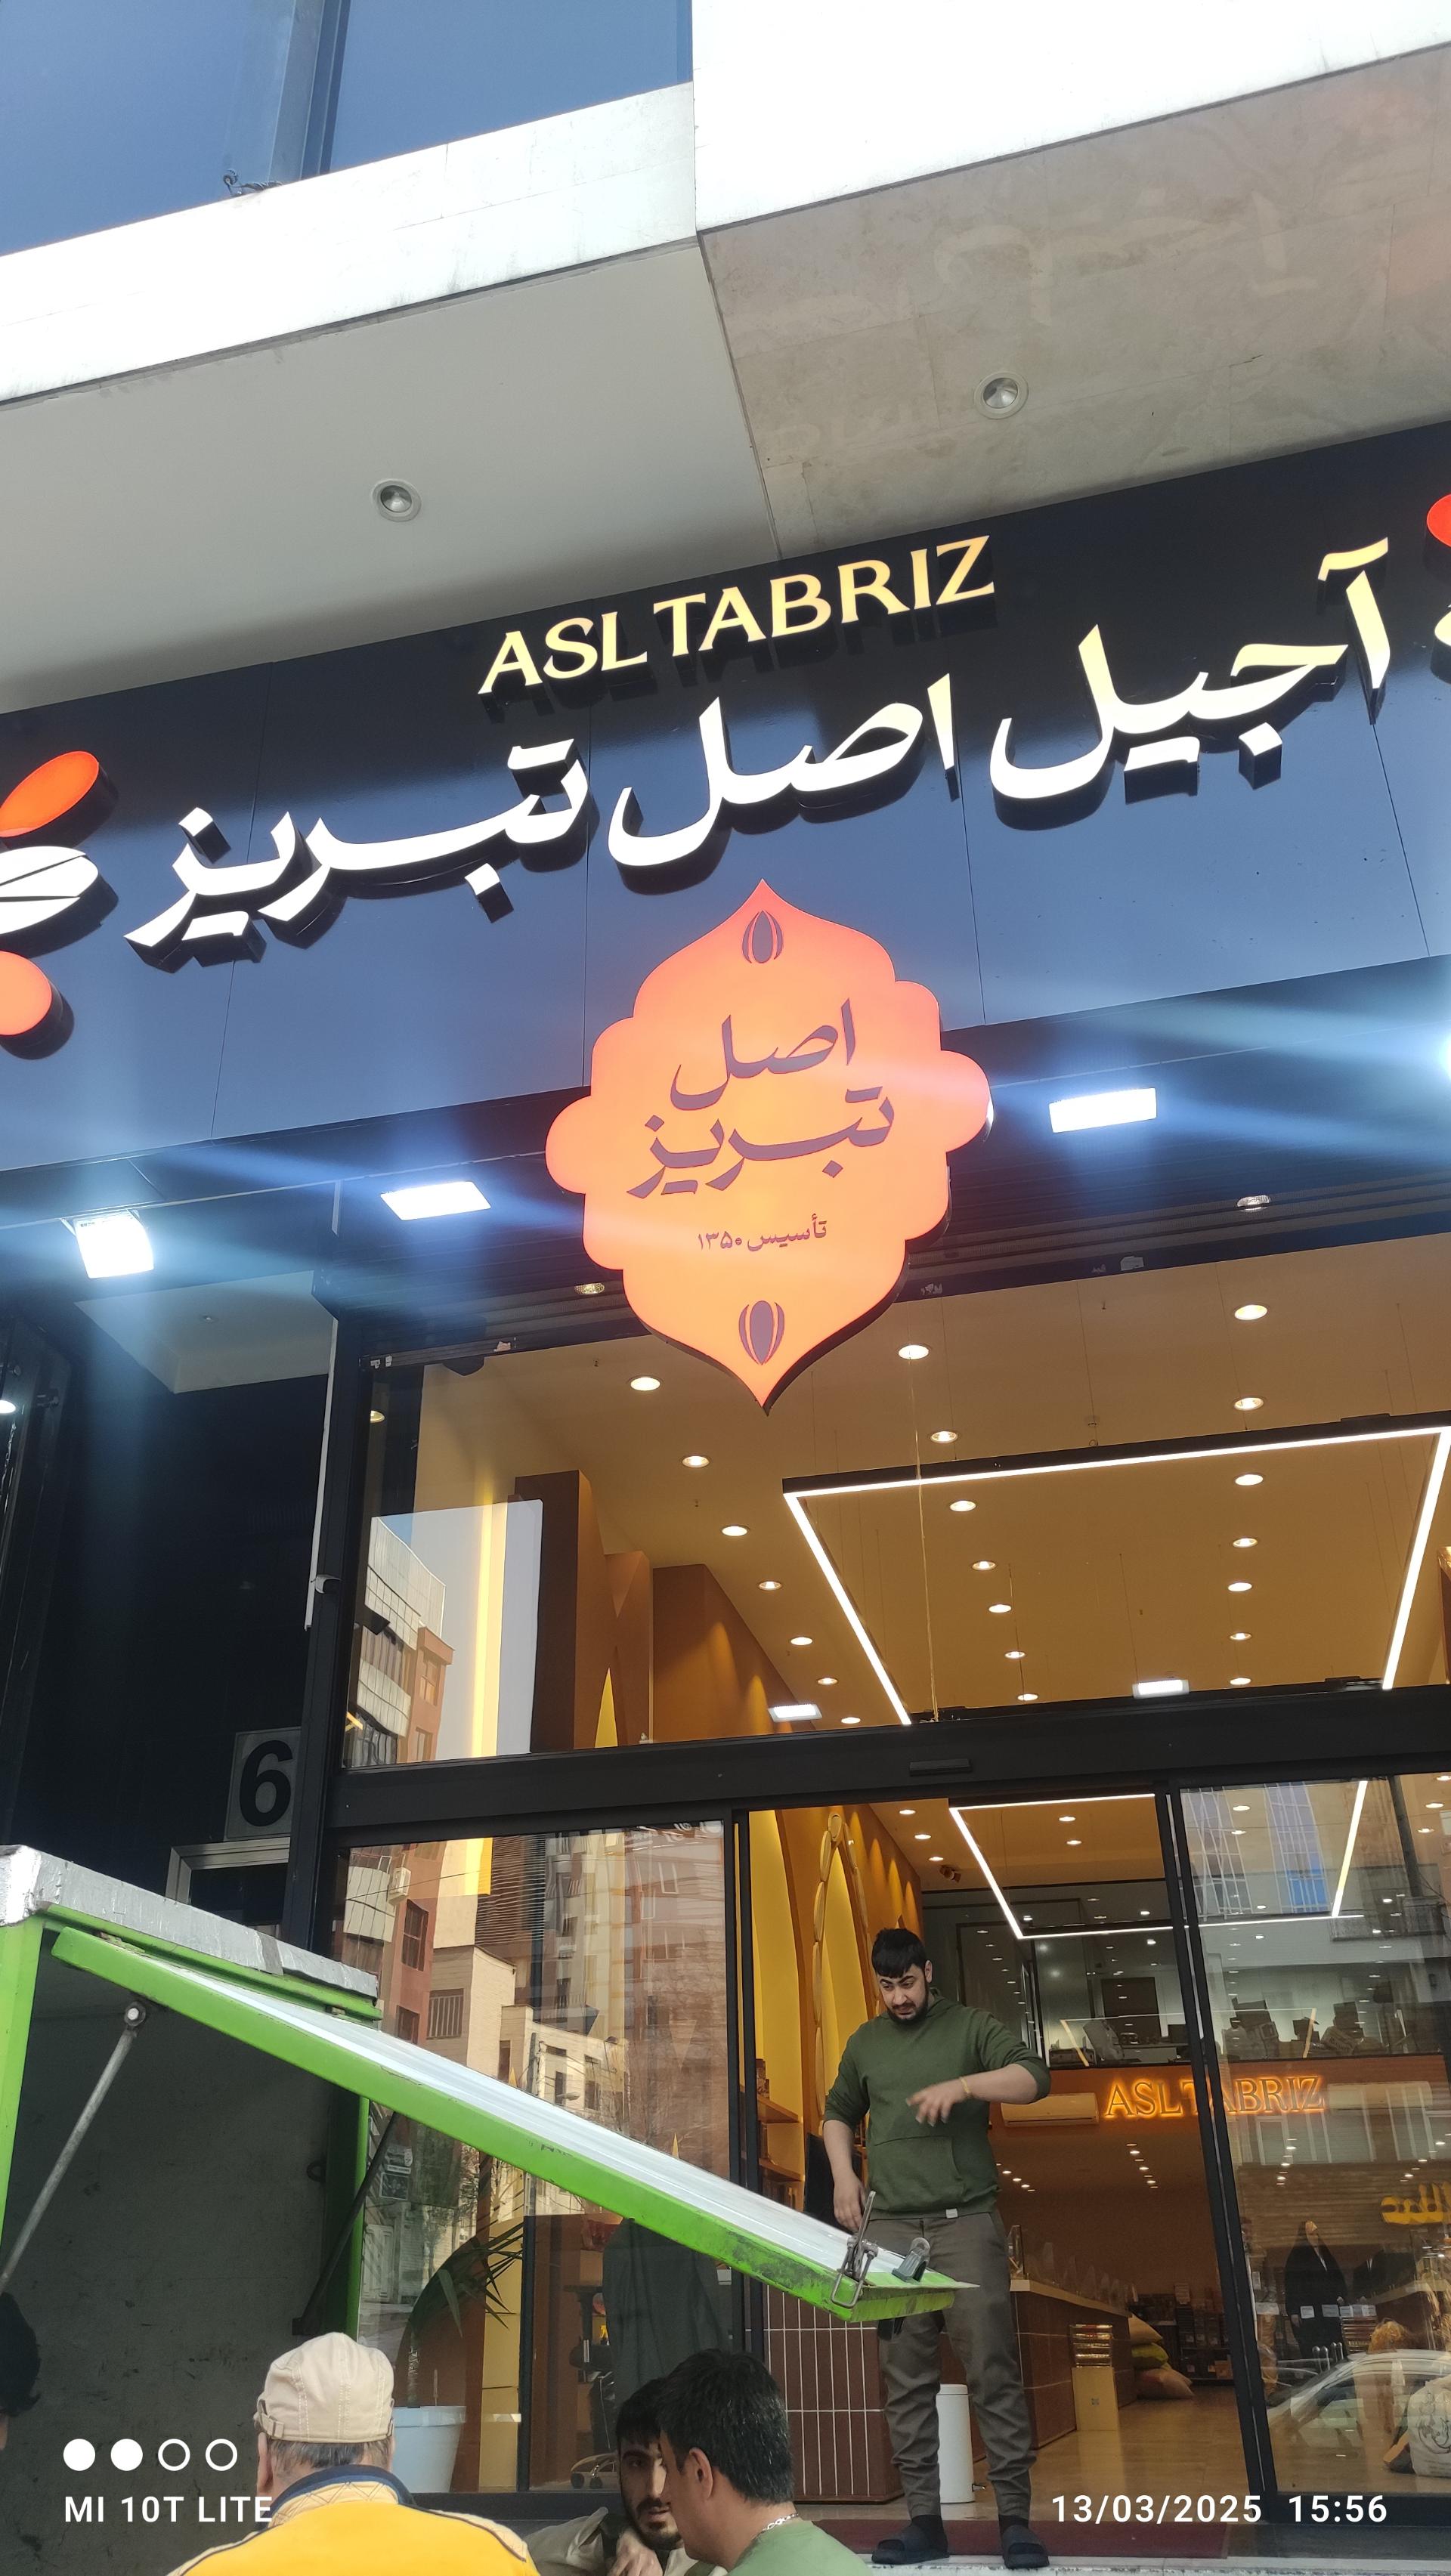 ASL TABRIZ
آجیل اصل تبریز
اصل
تبریز
تأسیس ۱۳۵۰
6
ASL TABRIZ
MI 10T LITE
13/03/2025 15:56